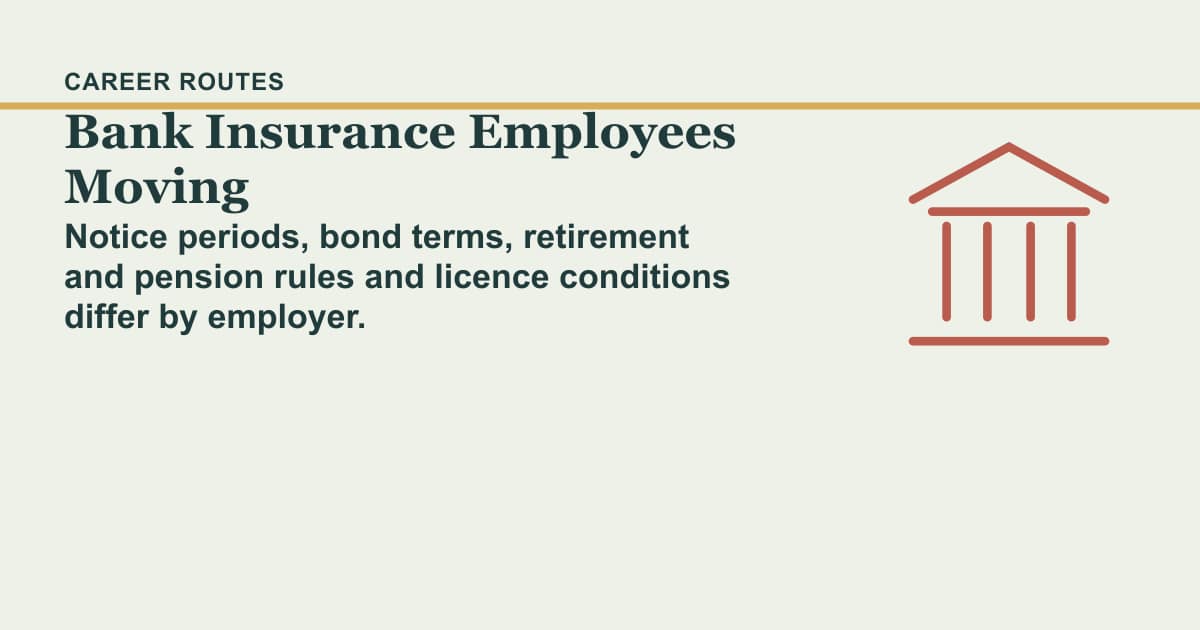 CAREER ROUTES
Bank Insurance Employees
Moving
Notice periods, bond terms, retirement
and pension rules and licence conditions
differ by employer.